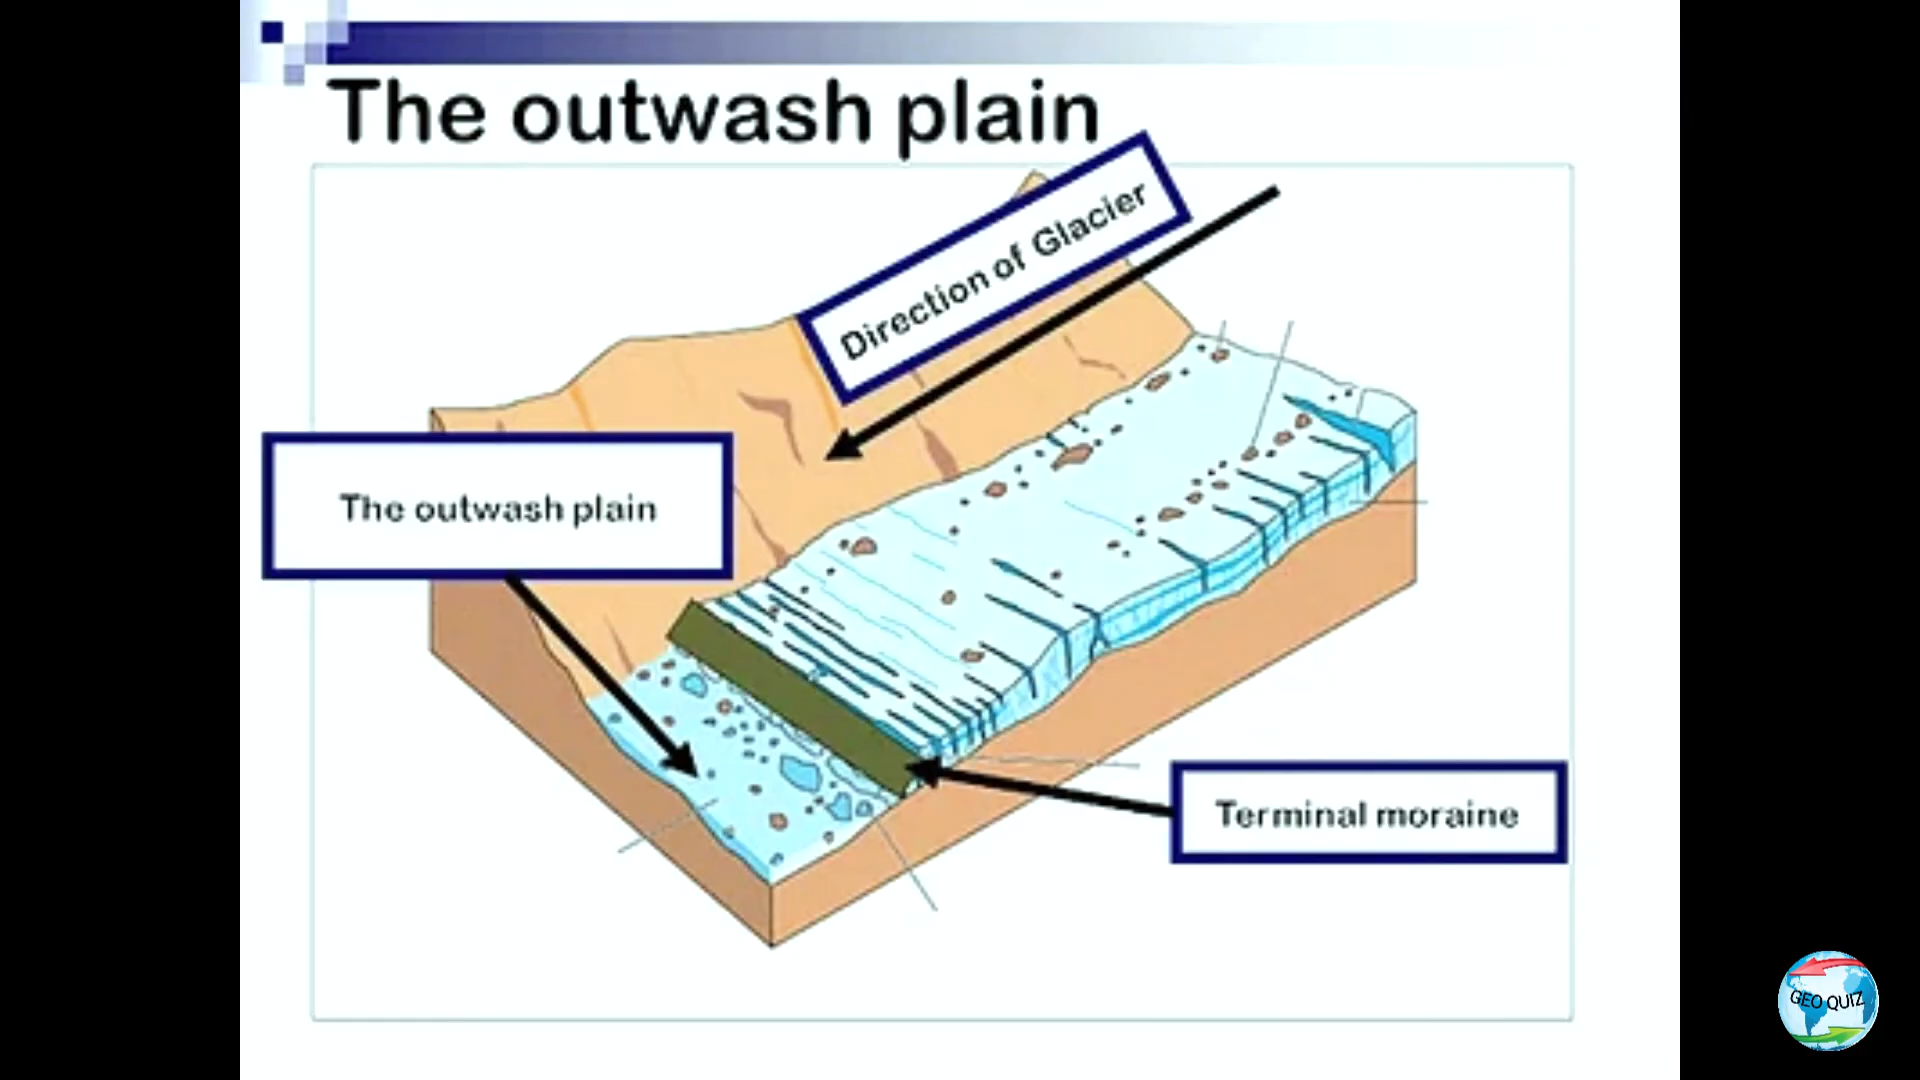 The outwash plain
Direction of Glacier
The outwash plain
Terminal moraine
GEO QUIZ